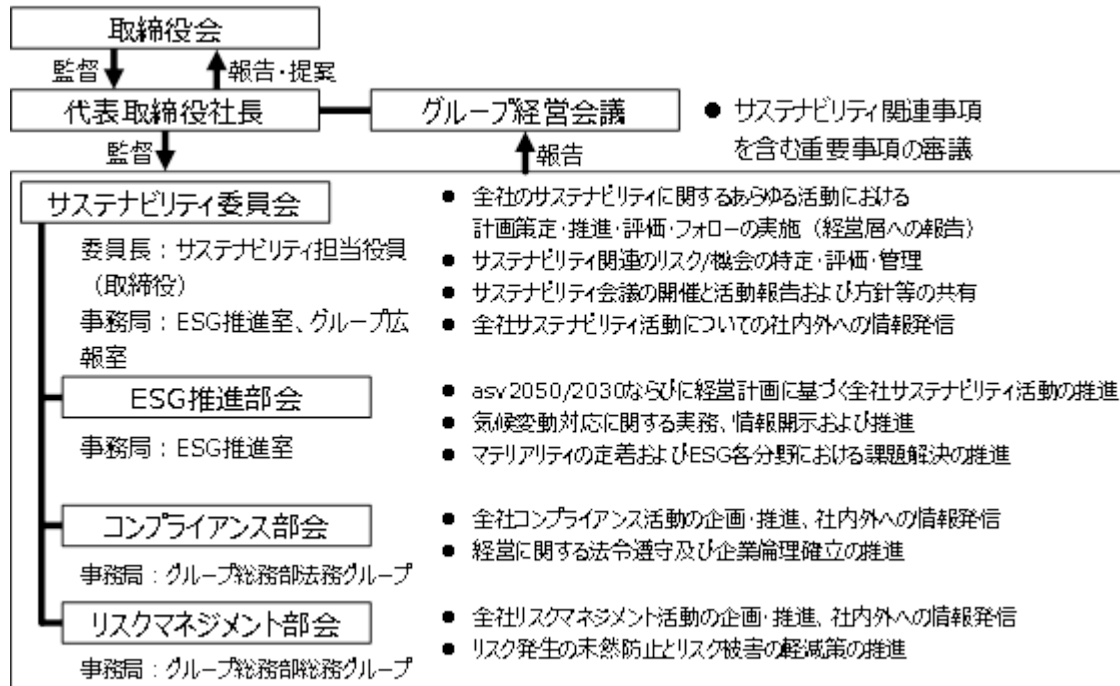 取締役会
監督
報告・提案
代表取締役社長
グループ経営会議
● サステナビリティ関連事項
を含む重要事項の審議
監督
報告
サステナビリティ委員会
委員長：サステナビリティ担当役員
（取締役）
事務局：ESG推進室、グループ広
報室
● 全社のサステナビリティに関するあらゆる活動における
計画策定・推進・評価・フォローの実施（経営層への報告）
● サステナビリティ関連のリスク/機会の特定・評価・管理
● サステナビリティ会議の開催と活動報告および方針等の共有
● 全社サステナビリティ活動についての社内外への情報発信
ESG推進部会
事務局：ESG推進室
● asv2050/2030ならびに経営計画に基づく全社サステナビリティ活動の推進
● 気候変動対応に関する実務、情報開示および推進
● マテリアリティの定着およびESG各分野における課題解決の推進
コンプライアンス部会
事務局：グループ総務部法務グループ
● 全社コンプライアンス活動の企画・推進、社内外への情報発信
● 経営に関する法令遵守及び企業倫理確立の推進
リスクマネジメント部会
事務局：グループ総務部総務グループ
● 全社リスクマネジメント活動の企画・推進、社内外への情報発信
● リスク発生の未然防止とリスク被害の軽減策の推進